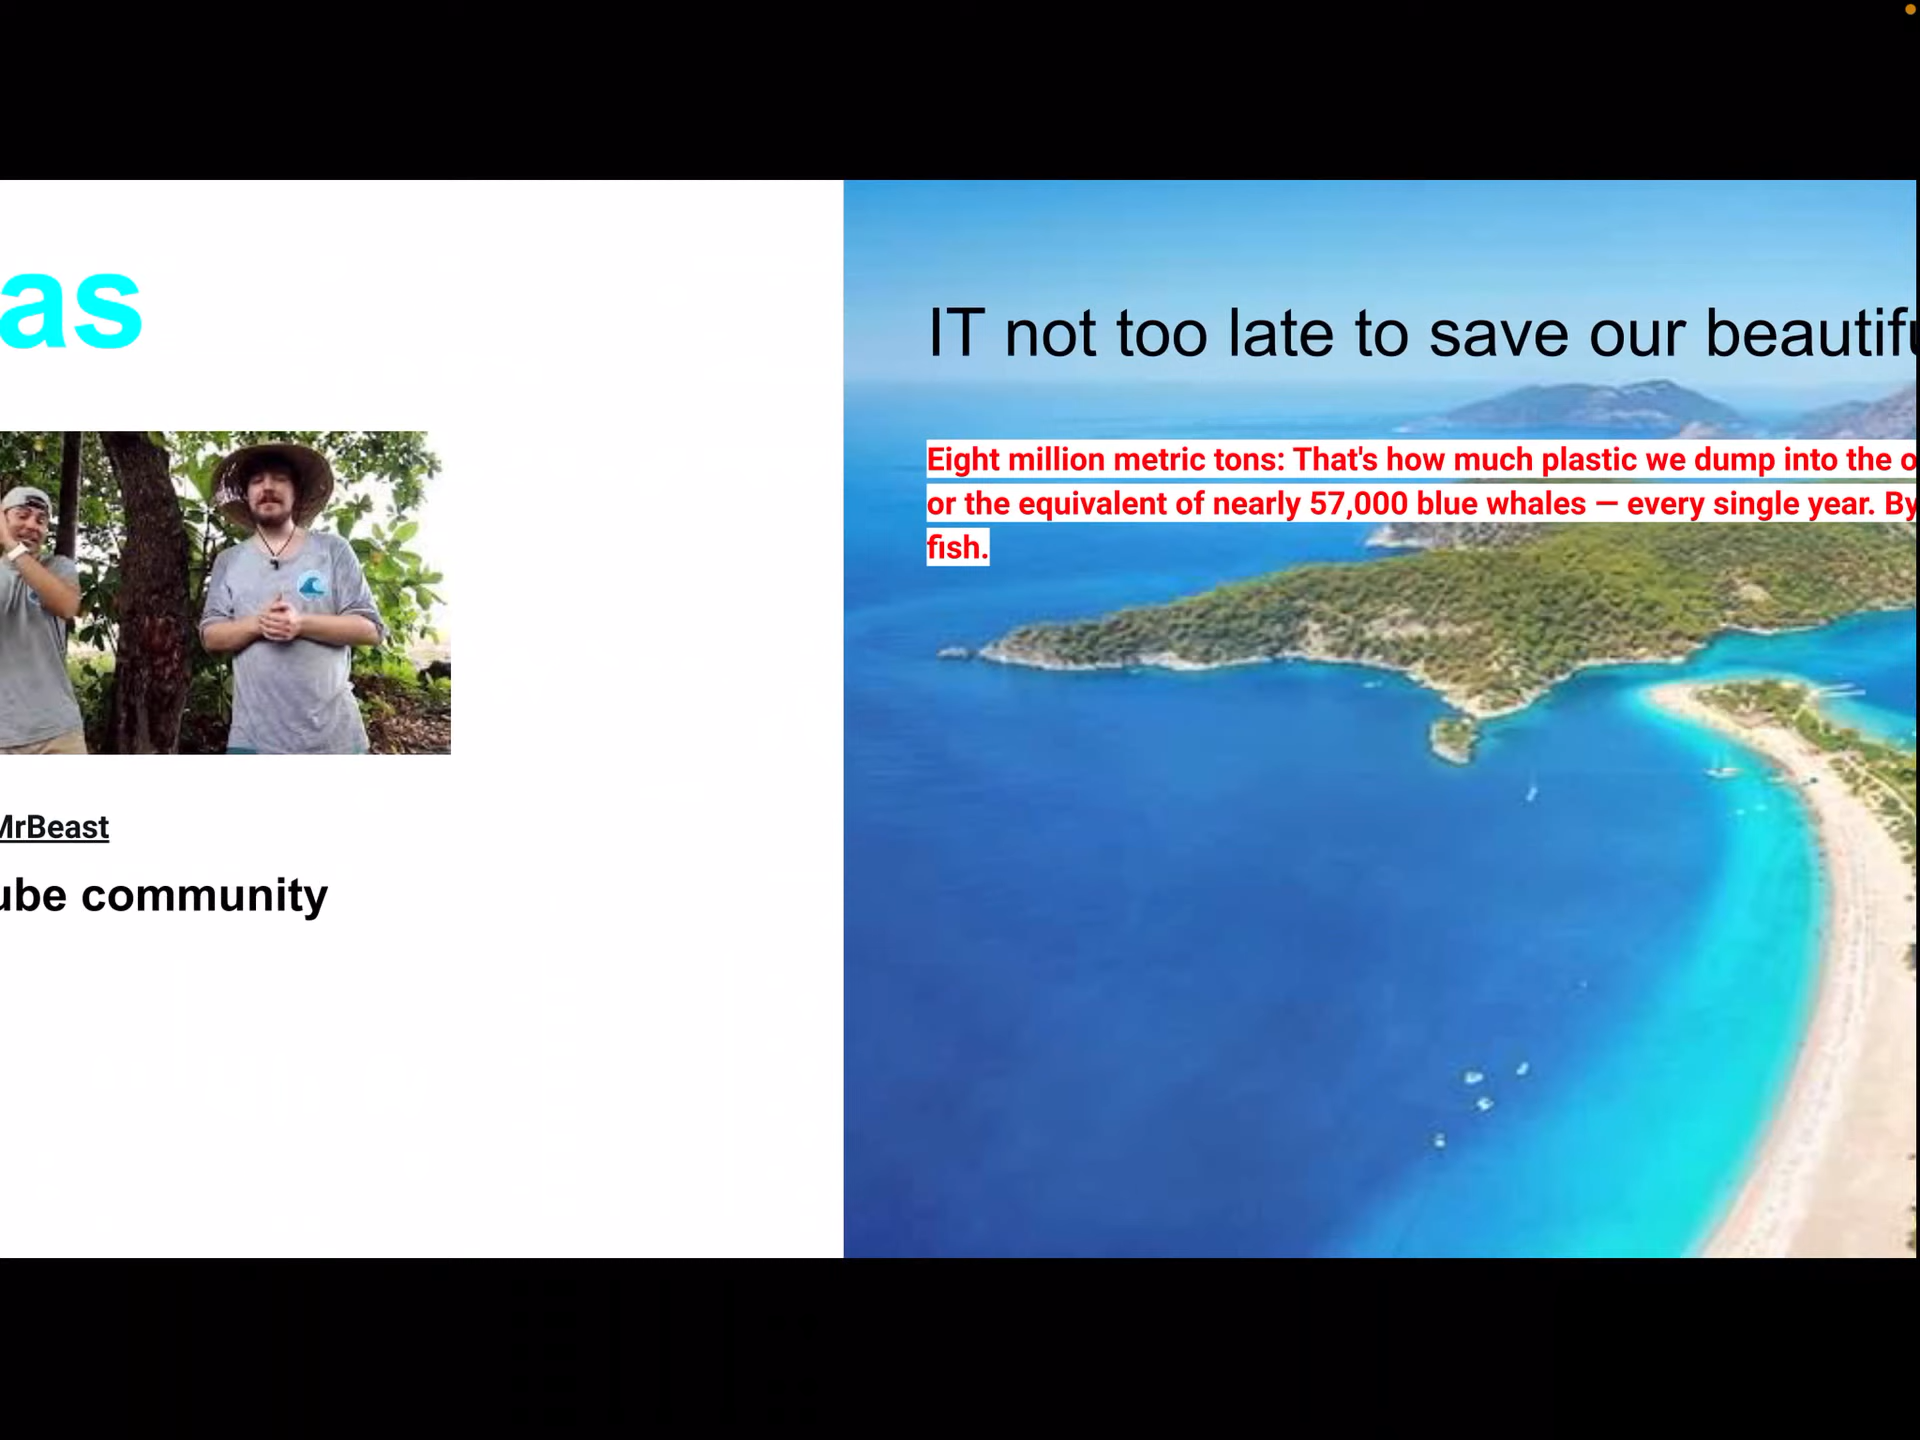 as
MrBeast
ube community
IT not too late to save our beautifu
Eight million metric tons: That's how much plastic we dump into the o
or the equivalent of nearly 57,000 blue whales — every single year. By
fish.